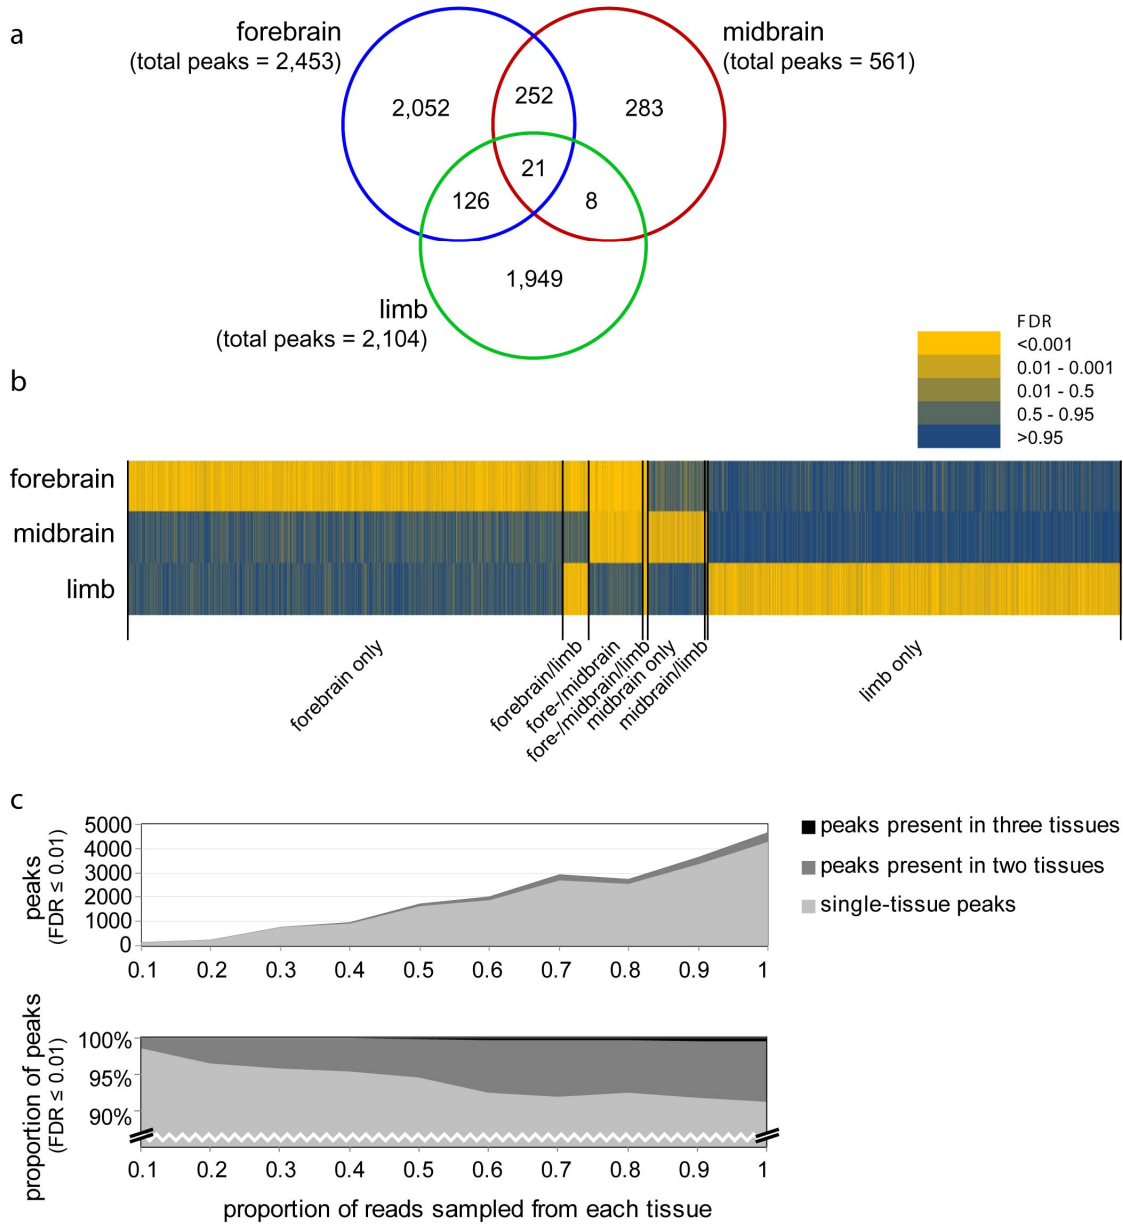 a
forebrain
(total peaks = 2,453)
midbrain
(total peaks = 561)
2,052
252
283
21
126
8
1,949
limb
(total peaks = 2,104)
FDR
<0.001
0.01 - 0.001
0.01 - 0.5
0.5 - 0.95
>0.95
b
forebrain
midbrain
limb
forebrain only
forebrain/limb
fore-/midbrain
fore-/midbrain/limb
midbrain only
midbrain/limb
limb only
c
peaks
(FDR ≤ 0.01)
5000
4000
3000
2000
1000
0
0.1 0.2 0.3 0.4 0.5 0.6 0.7 0.8 0.9 1
peaks present in three tissues
peaks present in two tissues
single-tissue peaks
proportion of peaks
(FDR ≤ 0.01)
100%
95%
90%
0.1 0.2 0.3 0.4 0.5 0.6 0.7 0.8 0.9 1
proportion of reads sampled from each tissue